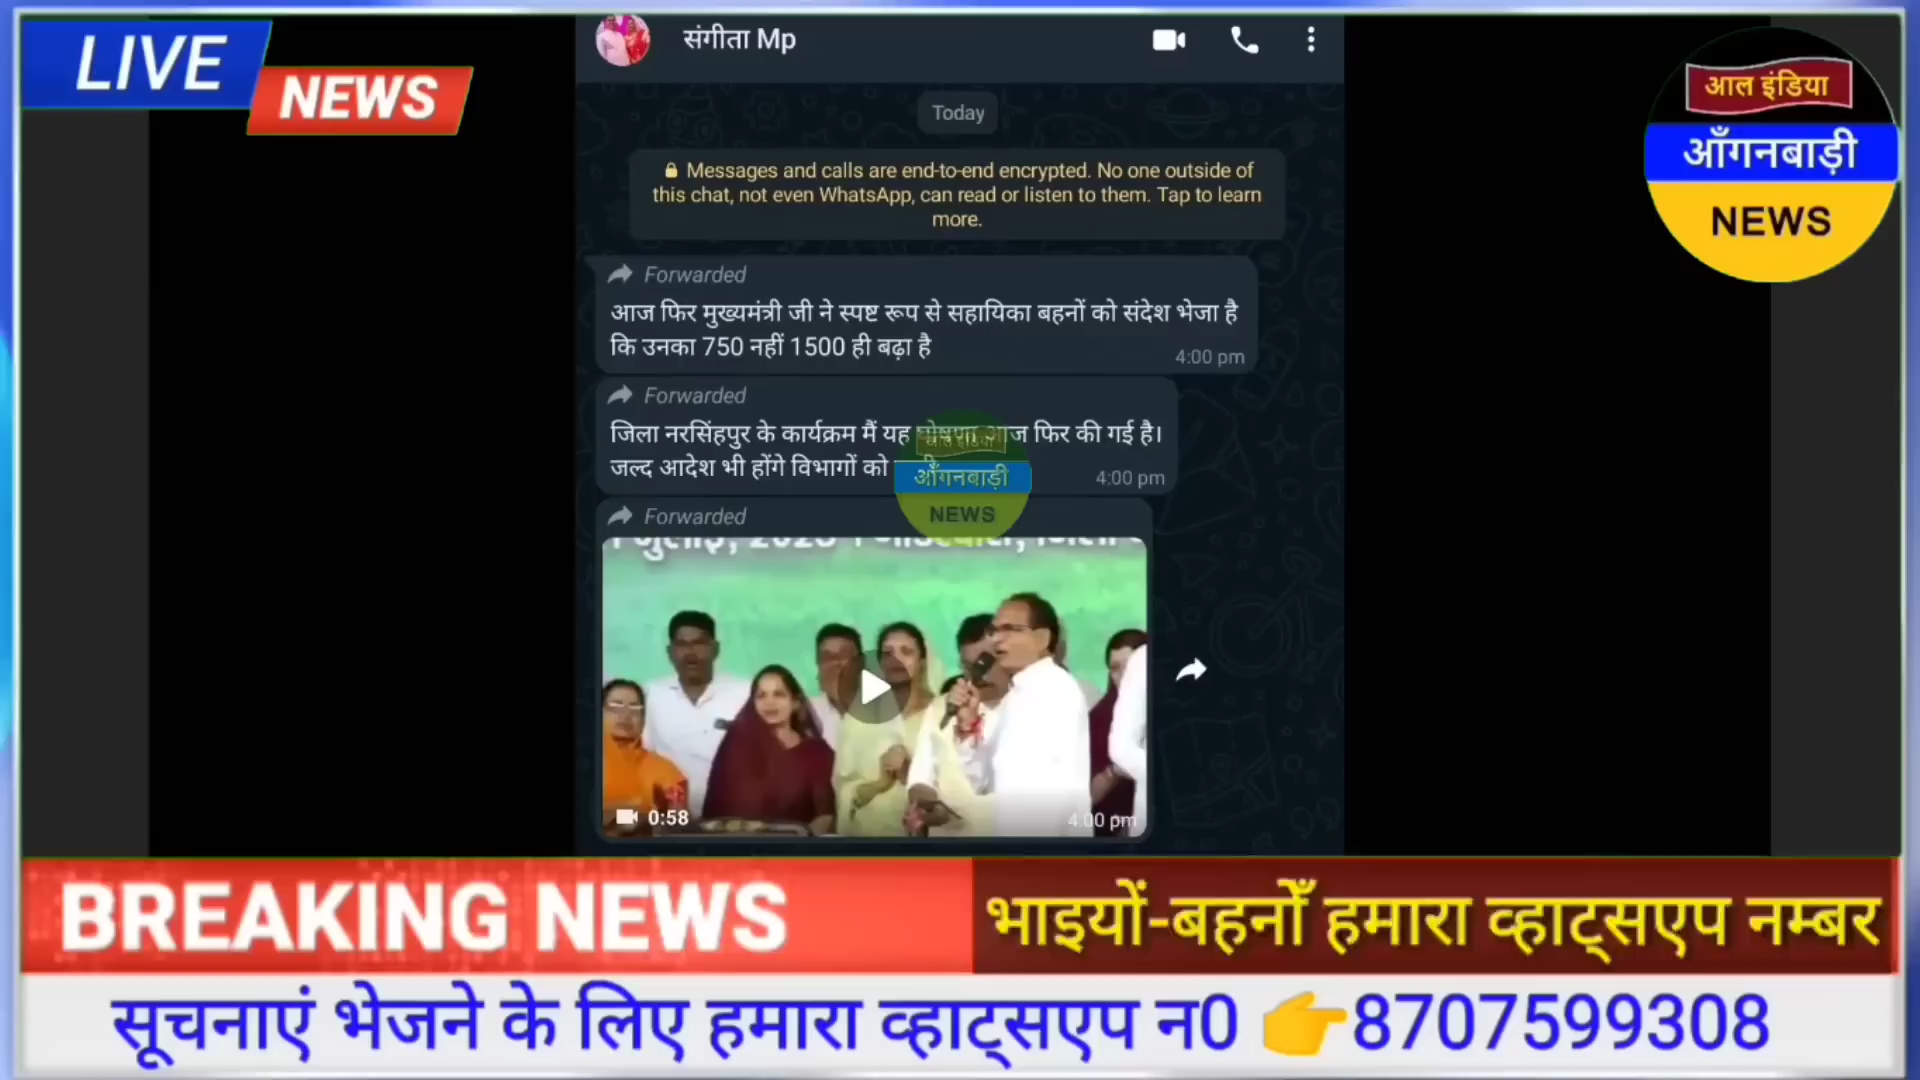 LIVE
NEWS
संगीता Mp
आल इंडिया
आँगनबाड़ी
NEWS
Today
Messages and calls are end-to-end encrypted. No one outside of
this chat, not even WhatsApp, can read or listen to them. Tap to learn
more.
Forwarded
आज फिर मुख्यमंत्री जी ने स्पष्ट रूप से सहायिका बहनों को संदेश भेजा है
कि उनका 750 नहीं 1500 ही बढ़ा है
4:00 pm
Forwarded
जिला नरसिंहपुर के कार्यक्रम मैं यह घोषणा आज फिर की गई है।
जल्द आदेश भी होंगे विभागों को
4:00 pm
आल इंडिया
आँगनबाड़ी
NEWS
Forwarded
जुलाई, 2023
0:58
4:00 pm
BREAKING NEWS
भाइयों-बहनोँ हमारा व्हाट्सएप नम्बर
सूचनाएं भेजने के लिए हमारा व्हाट्सएप न0 👉8707599308